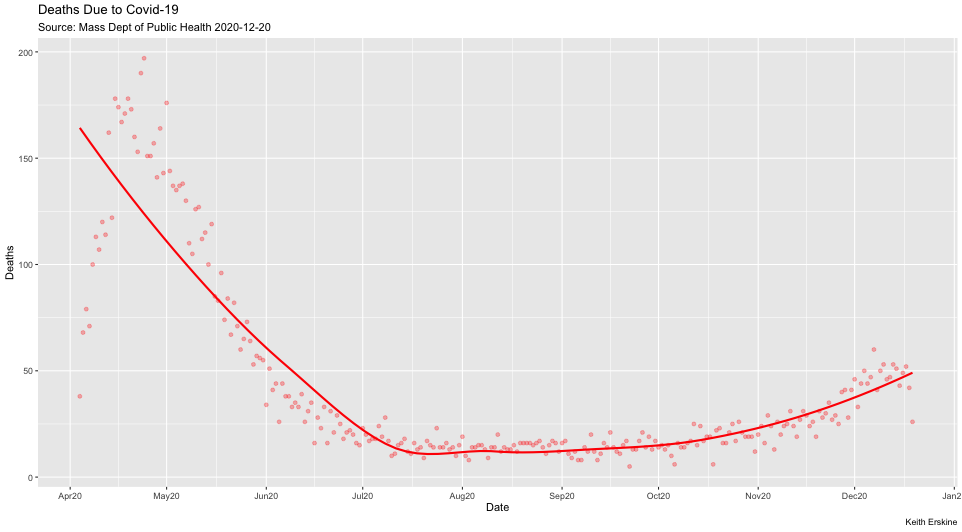 Deaths Due to Covid-19
Source: Mass Dept of Public Health 2020-12-20
200
150
100
50
0
Deaths
Apr20 May20 Jun20 Jul20 Aug20 Sep20 Oct20 Nov20 Dec20 Jan2
Date
Keith Erskine